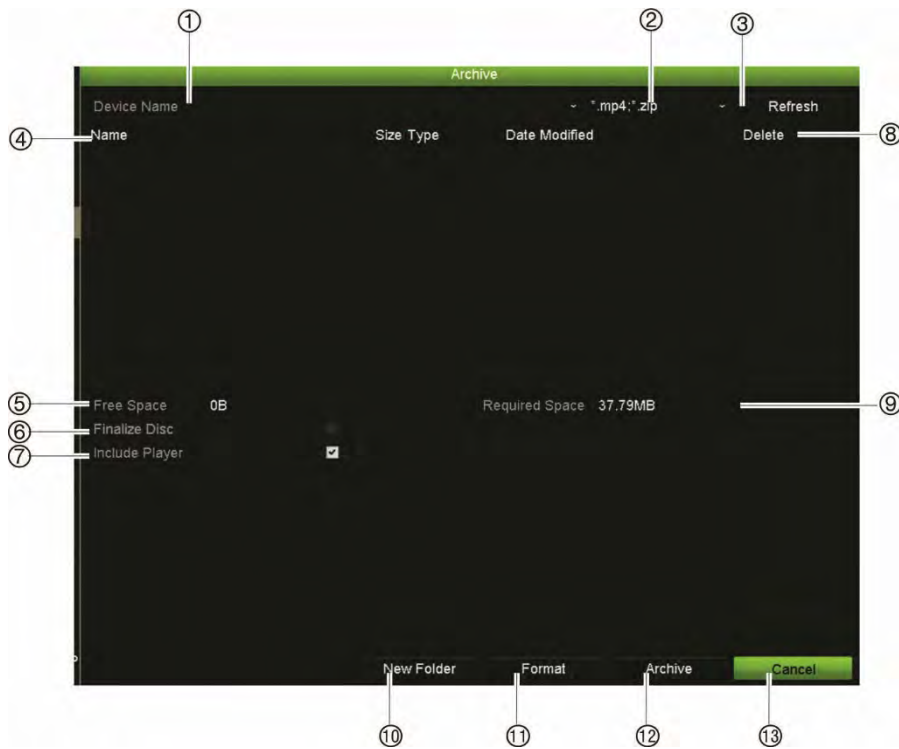 ① ② ③
Archive
Device Name *.mp4;*.zip Refresh
④ Name Size Type Date Modified Delete ⑧
⑤ Free Space 0B Required Space 37.79MB ⑨
⑥ Finalize Disc
⑦ Include Player
New Folder Format Archive Cancel
⑩ ⑪ ⑫ ⑬